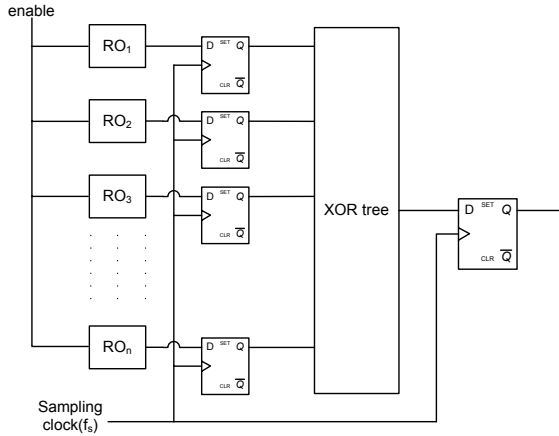 enable
RO₁
D SET Q
CLR Q̅
RO₂
D SET Q
CLR Q̅
RO₃
D SET Q
CLR Q̅
XOR tree
D SET Q
CLR Q̅
ROₙ
D SET Q
CLR Q̅
Sampling
clock(fₛ)